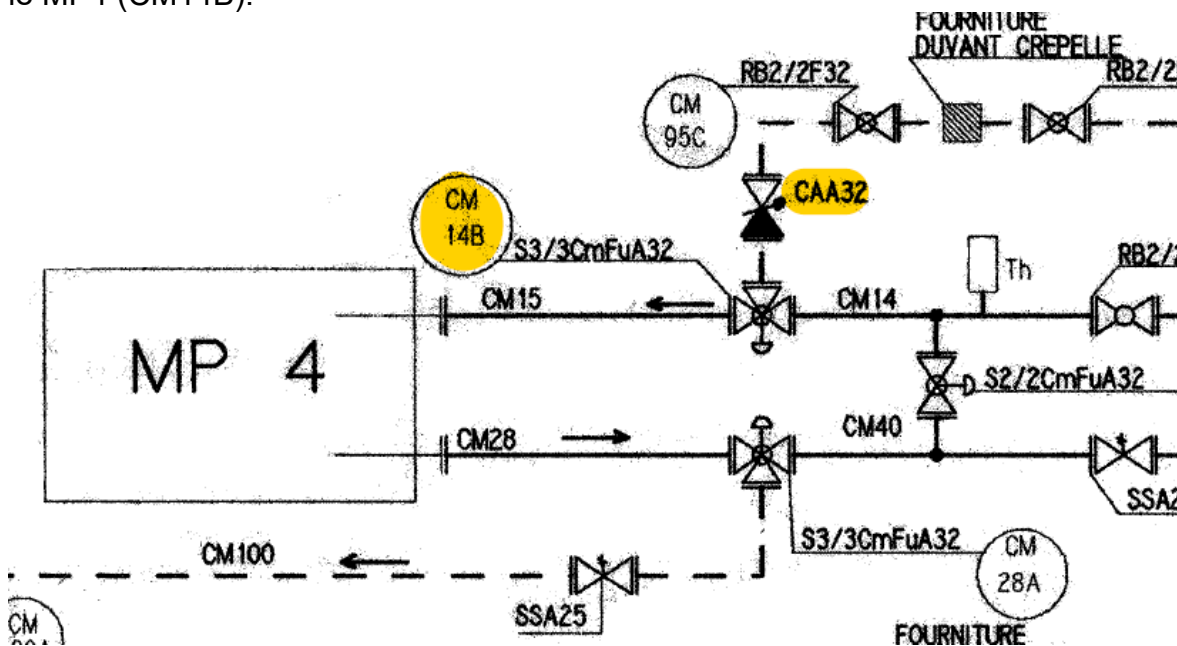 FOURNITURE
DUVANT CREPELLE
RB2/2F32
RB2/2
CM
95C
CAA32
CM
14B
S3/3CmFuA32
Th
RB2/2
CM15
CM14
MP 4
S2/2CmFuA32
CM28
CM40
SSA2
CM100
S3/3CmFuA32
CM
28A
SSA25
CM
FOURNITURE